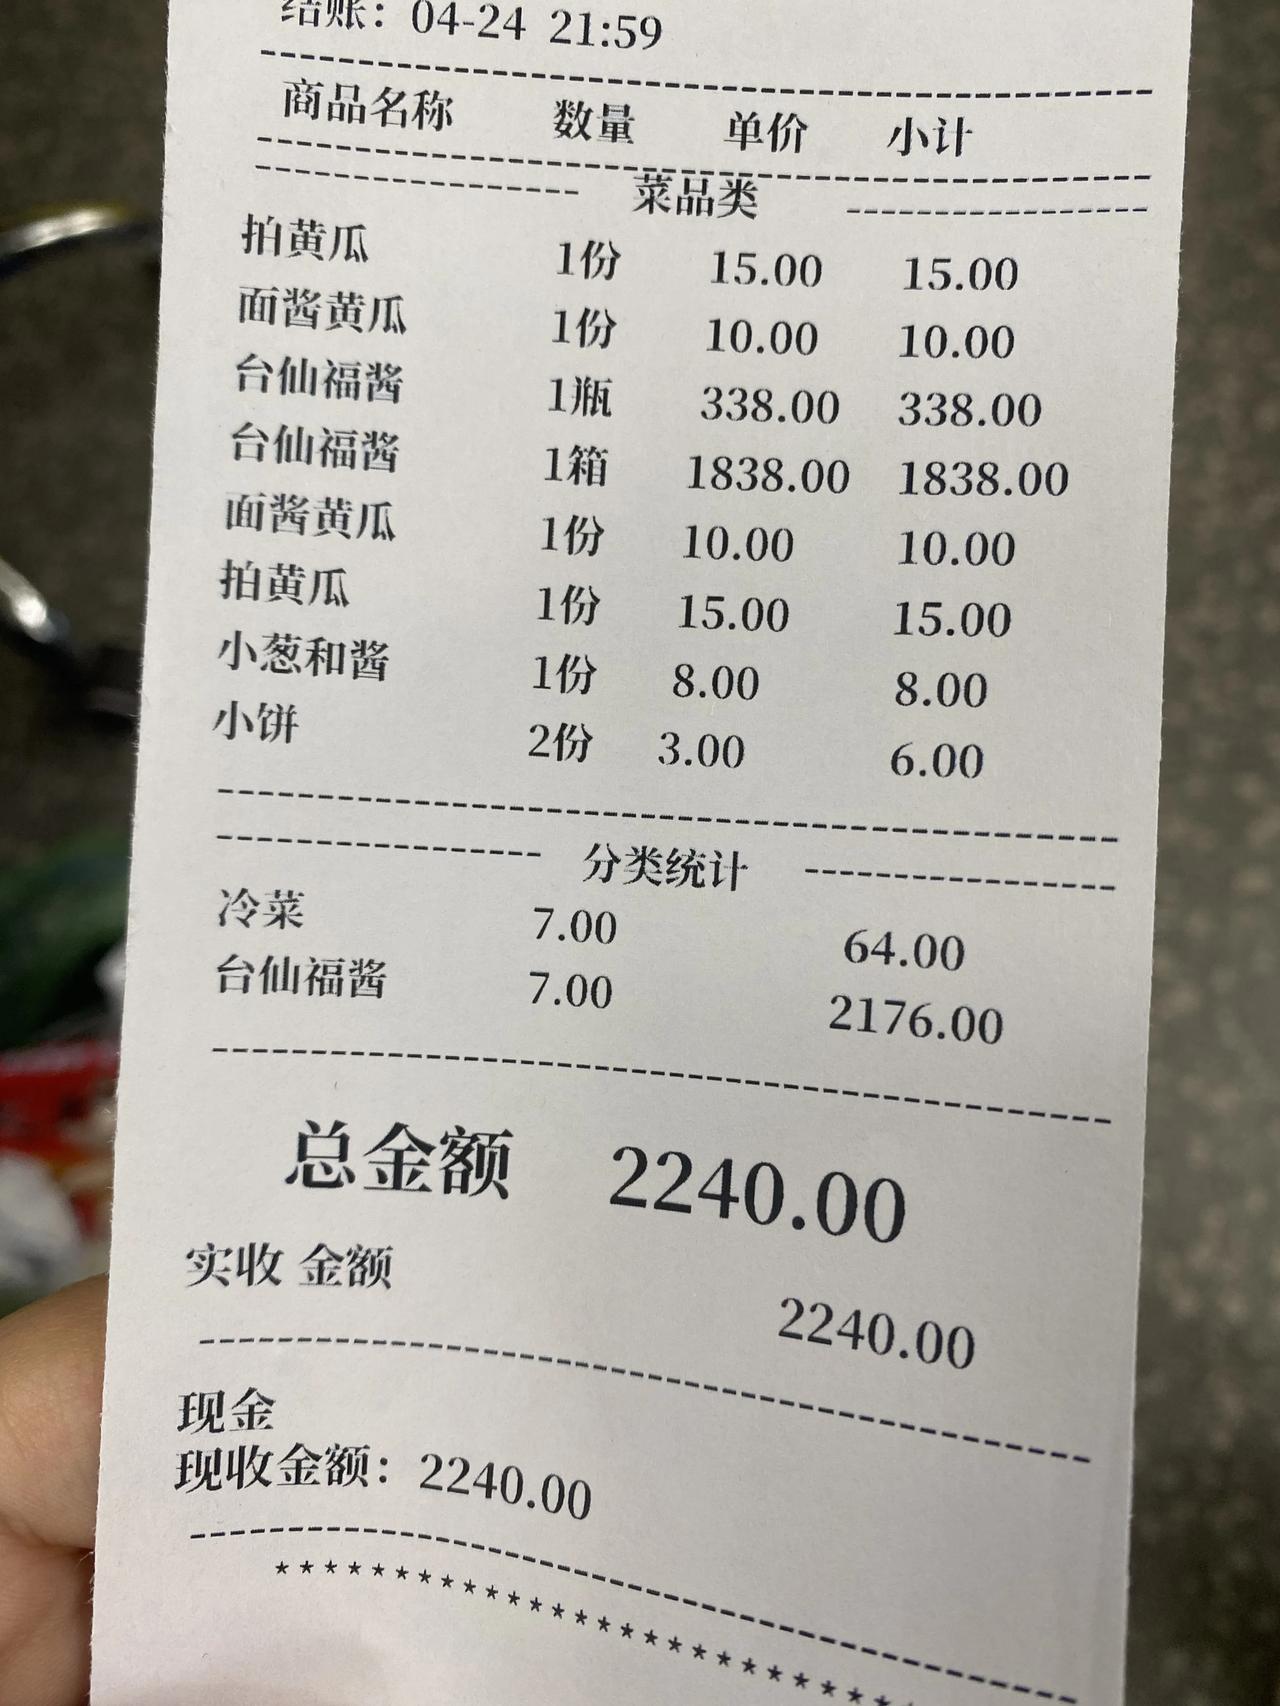 结账：04-24 21:59
商品名称 数量 单价 小计
菜品类
拍黄瓜 1份 15.00 15.00
面酱黄瓜 1份 10.00 10.00
台仙福酱 1瓶 338.00 338.00
台仙福酱 1箱 1838.00 1838.00
面酱黄瓜 1份 10.00 10.00
拍黄瓜 1份 15.00 15.00
小葱和酱 1份 8.00 8.00
小饼 2份 3.00 6.00
分类统计
冷菜 7.00 64.00
台仙福酱 7.00 2176.00
总金额 2240.00
实收 金额 2240.00
现金
现收金额：2240.00